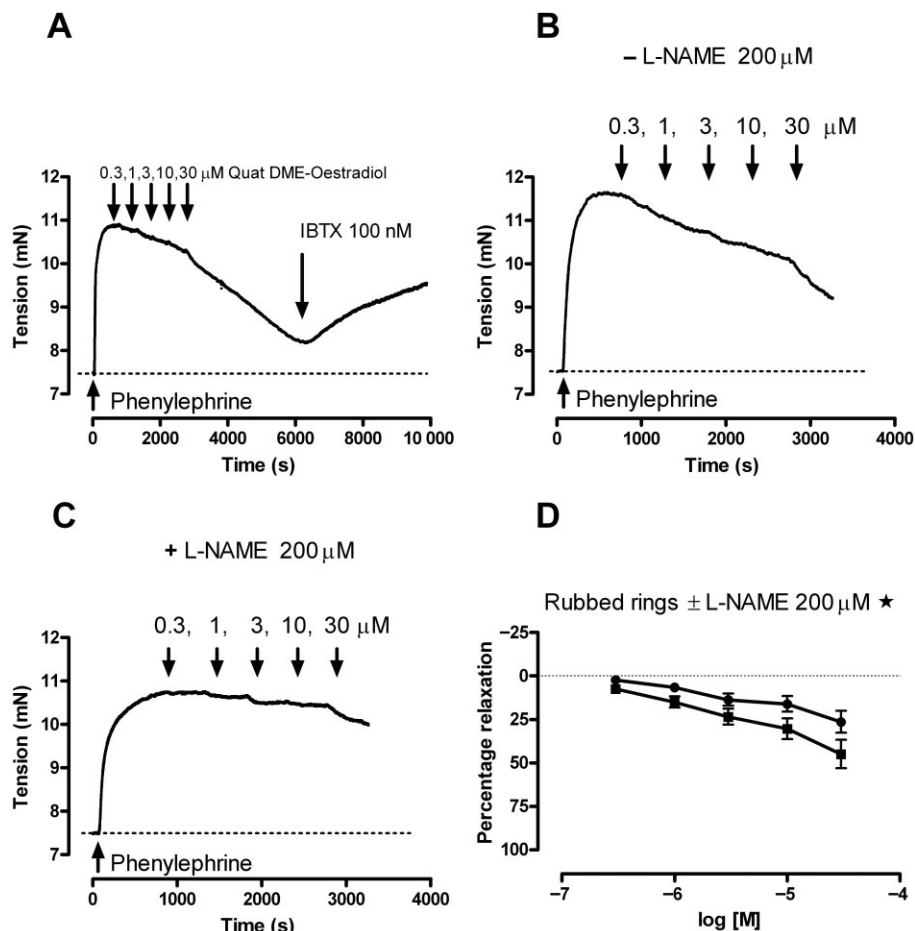 A
0.3,1,3,10,30 μM Quat DME-Oestradiol
IBTX 100 nM
12
11
10
9
8
7
Tension (mN)
Phenylephrine
0 2000 4000 6000 8000 10 000
Time (s)
B
– L-NAME 200 μM
0.3, 1, 3, 10, 30 μM
12
11
10
9
8
7
Tension (mN)
Phenylephrine
0 1000 2000 3000 4000
Time (s)
C
+ L-NAME 200 μM
0.3, 1, 3, 10, 30 μM
12
10
8
7
Tension (mN)
Phenylephrine
0 1000 2000 3000 4000
Time (s)
D
Rubbed rings ± L-NAME 200 μM ★
−25
0
25
50
75
100
Percentage relaxation
−7 −6 −5 −4
log [M]